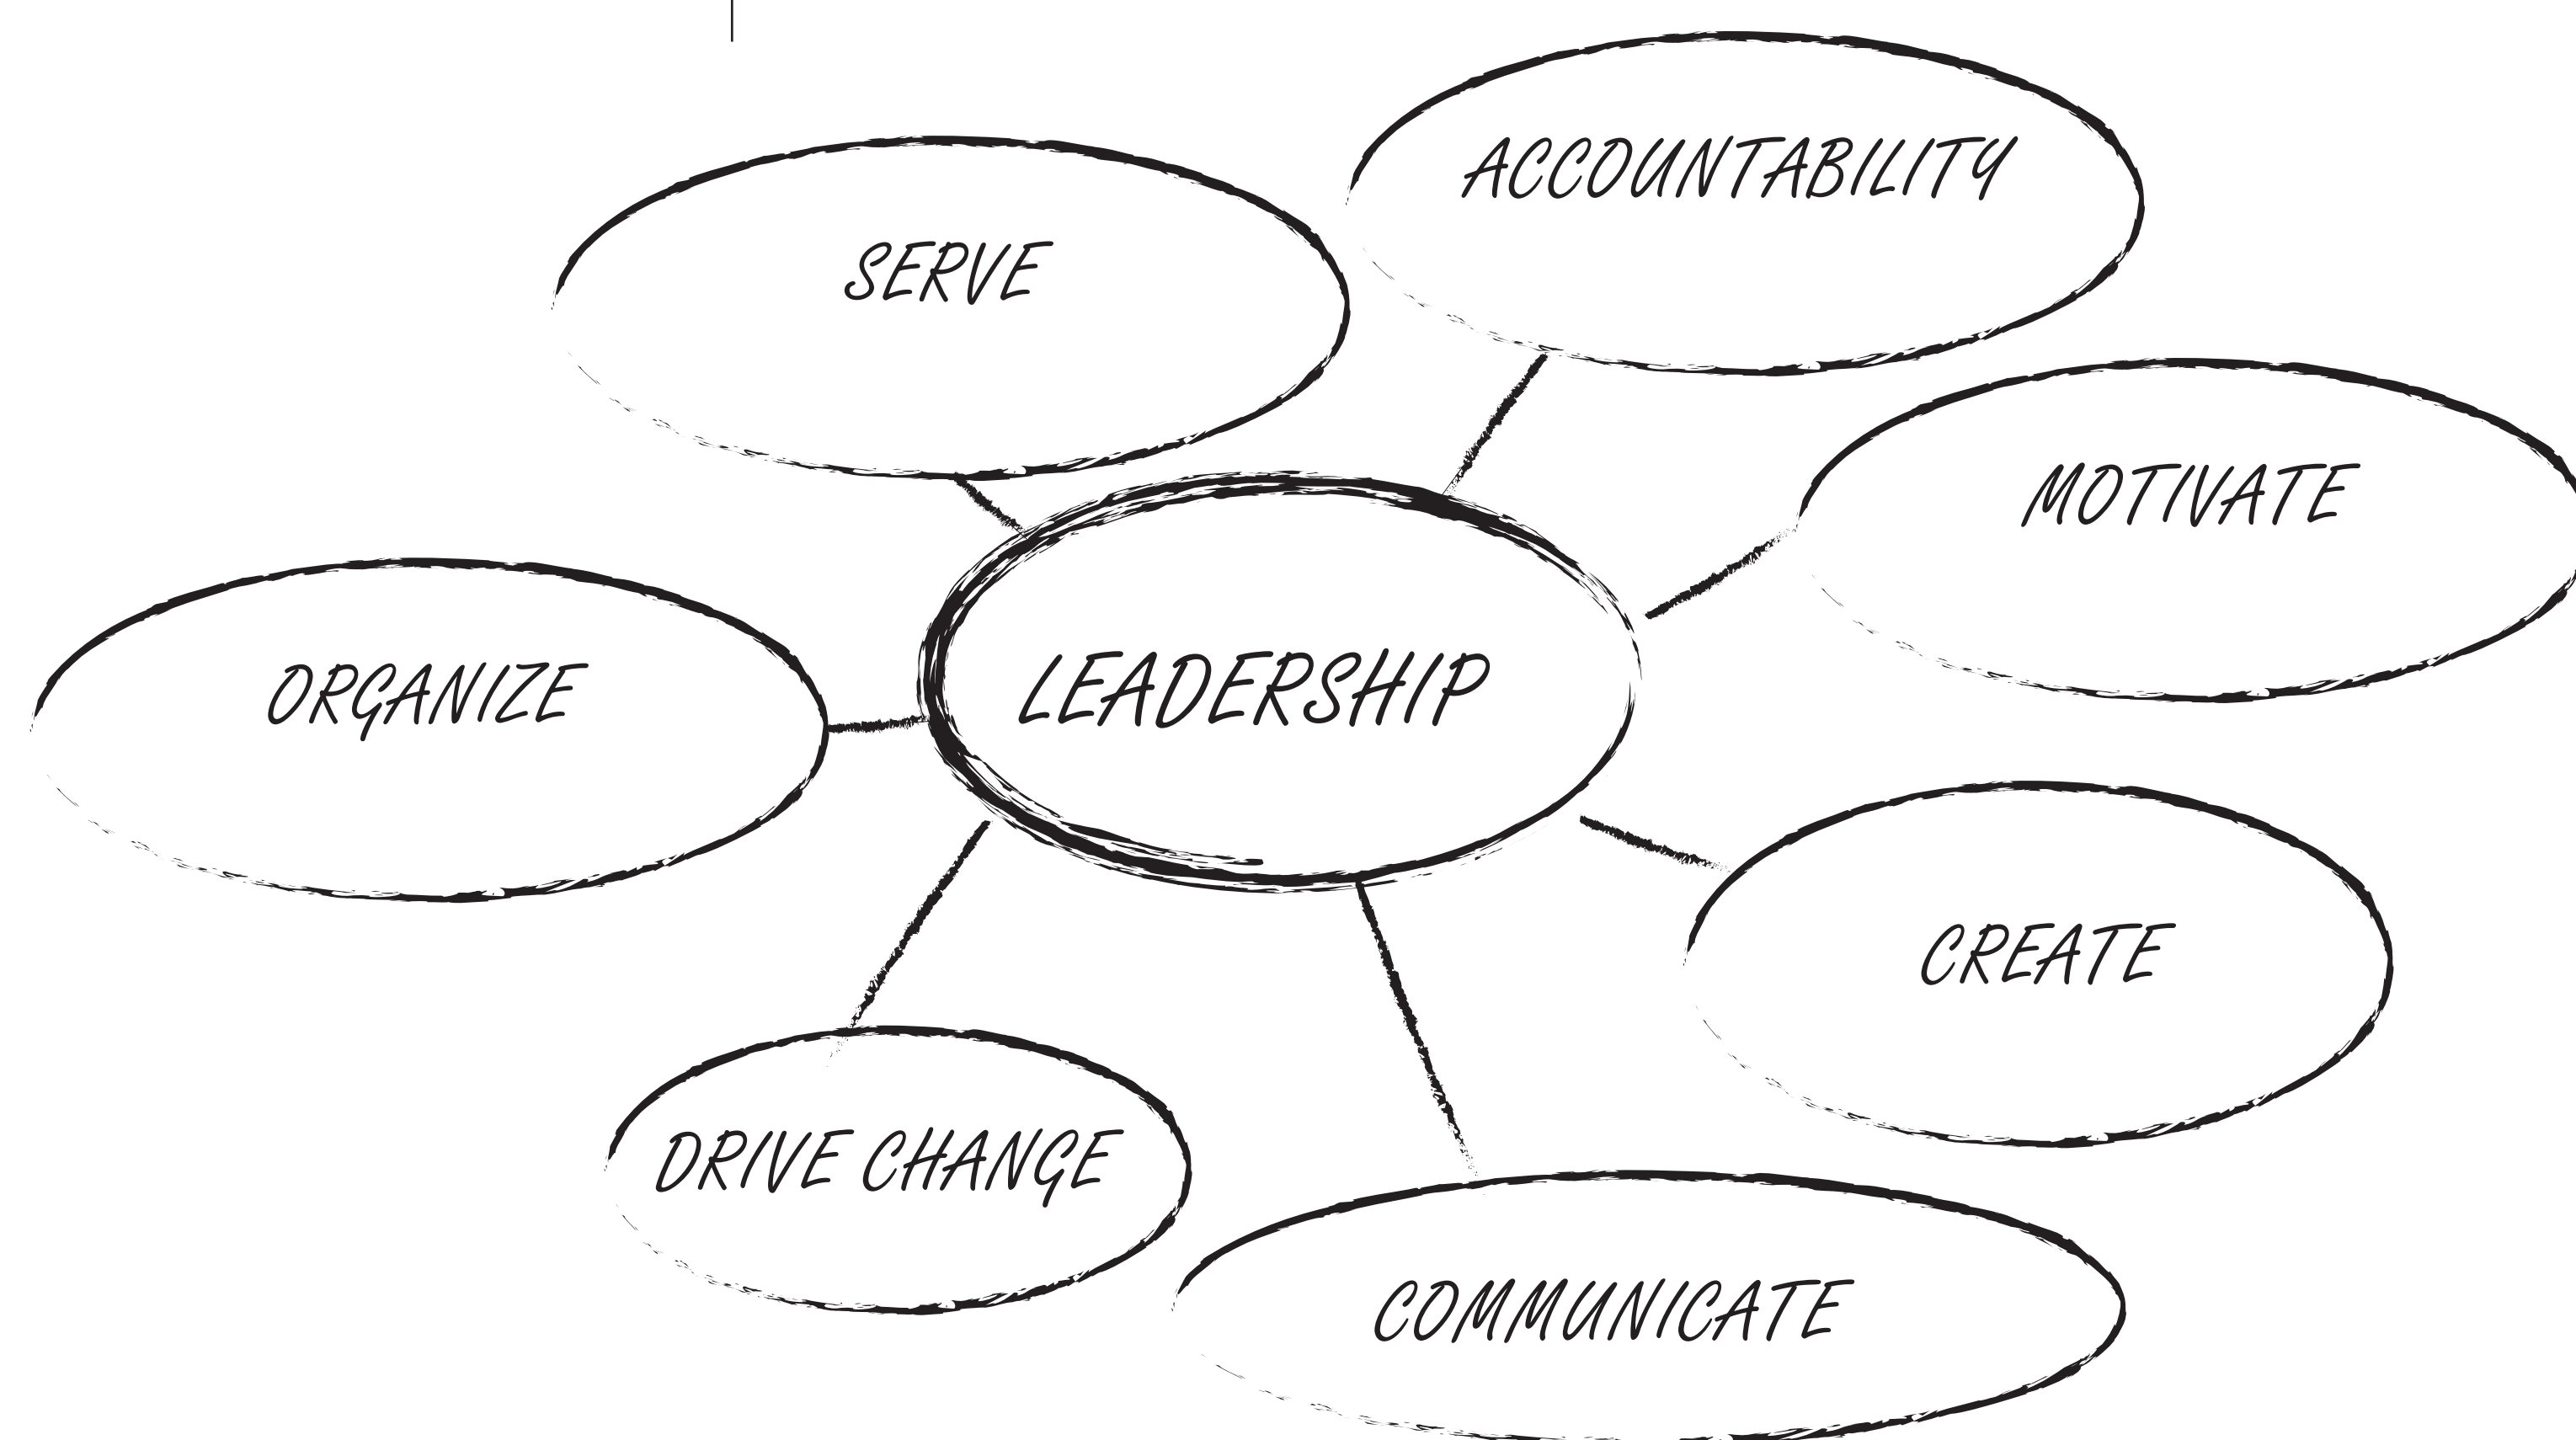 ACCOUNTABILITY
SERVE
MOTIVATE
ORGANIZE
LEADERSHIP
CREATE
DRIVE CHANGE
COMMUNICATE